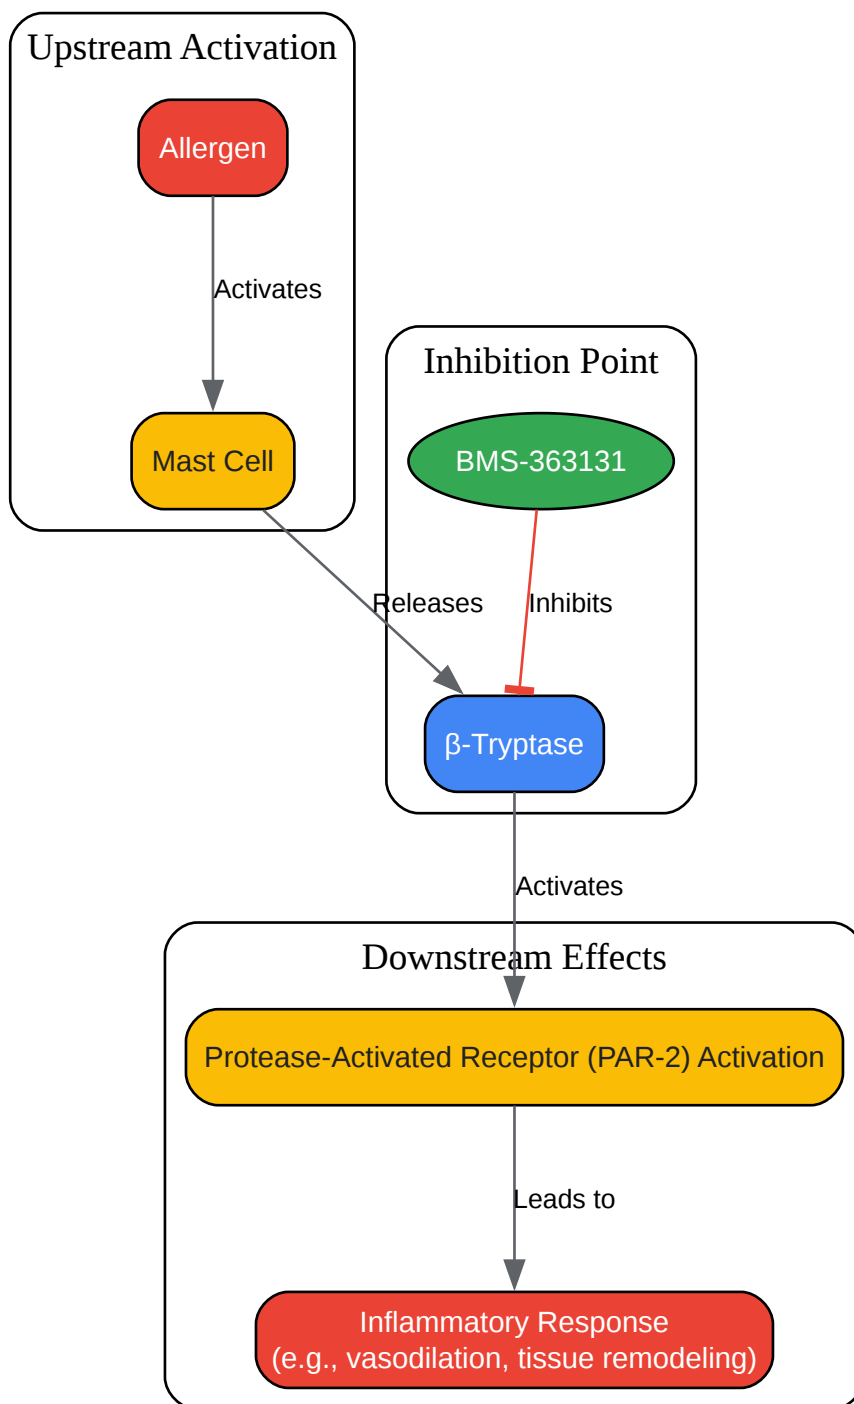 Upstream Activation
Allergen
Activates
Mast Cell
Releases
Inhibition Point
BMS-363131
Inhibits
β-Tryptase
Activates
Downstream Effects
Protease-Activated Receptor (PAR-2) Activation
Leads to
Inflammatory Response
(e.g., vasodilation, tissue remodeling)